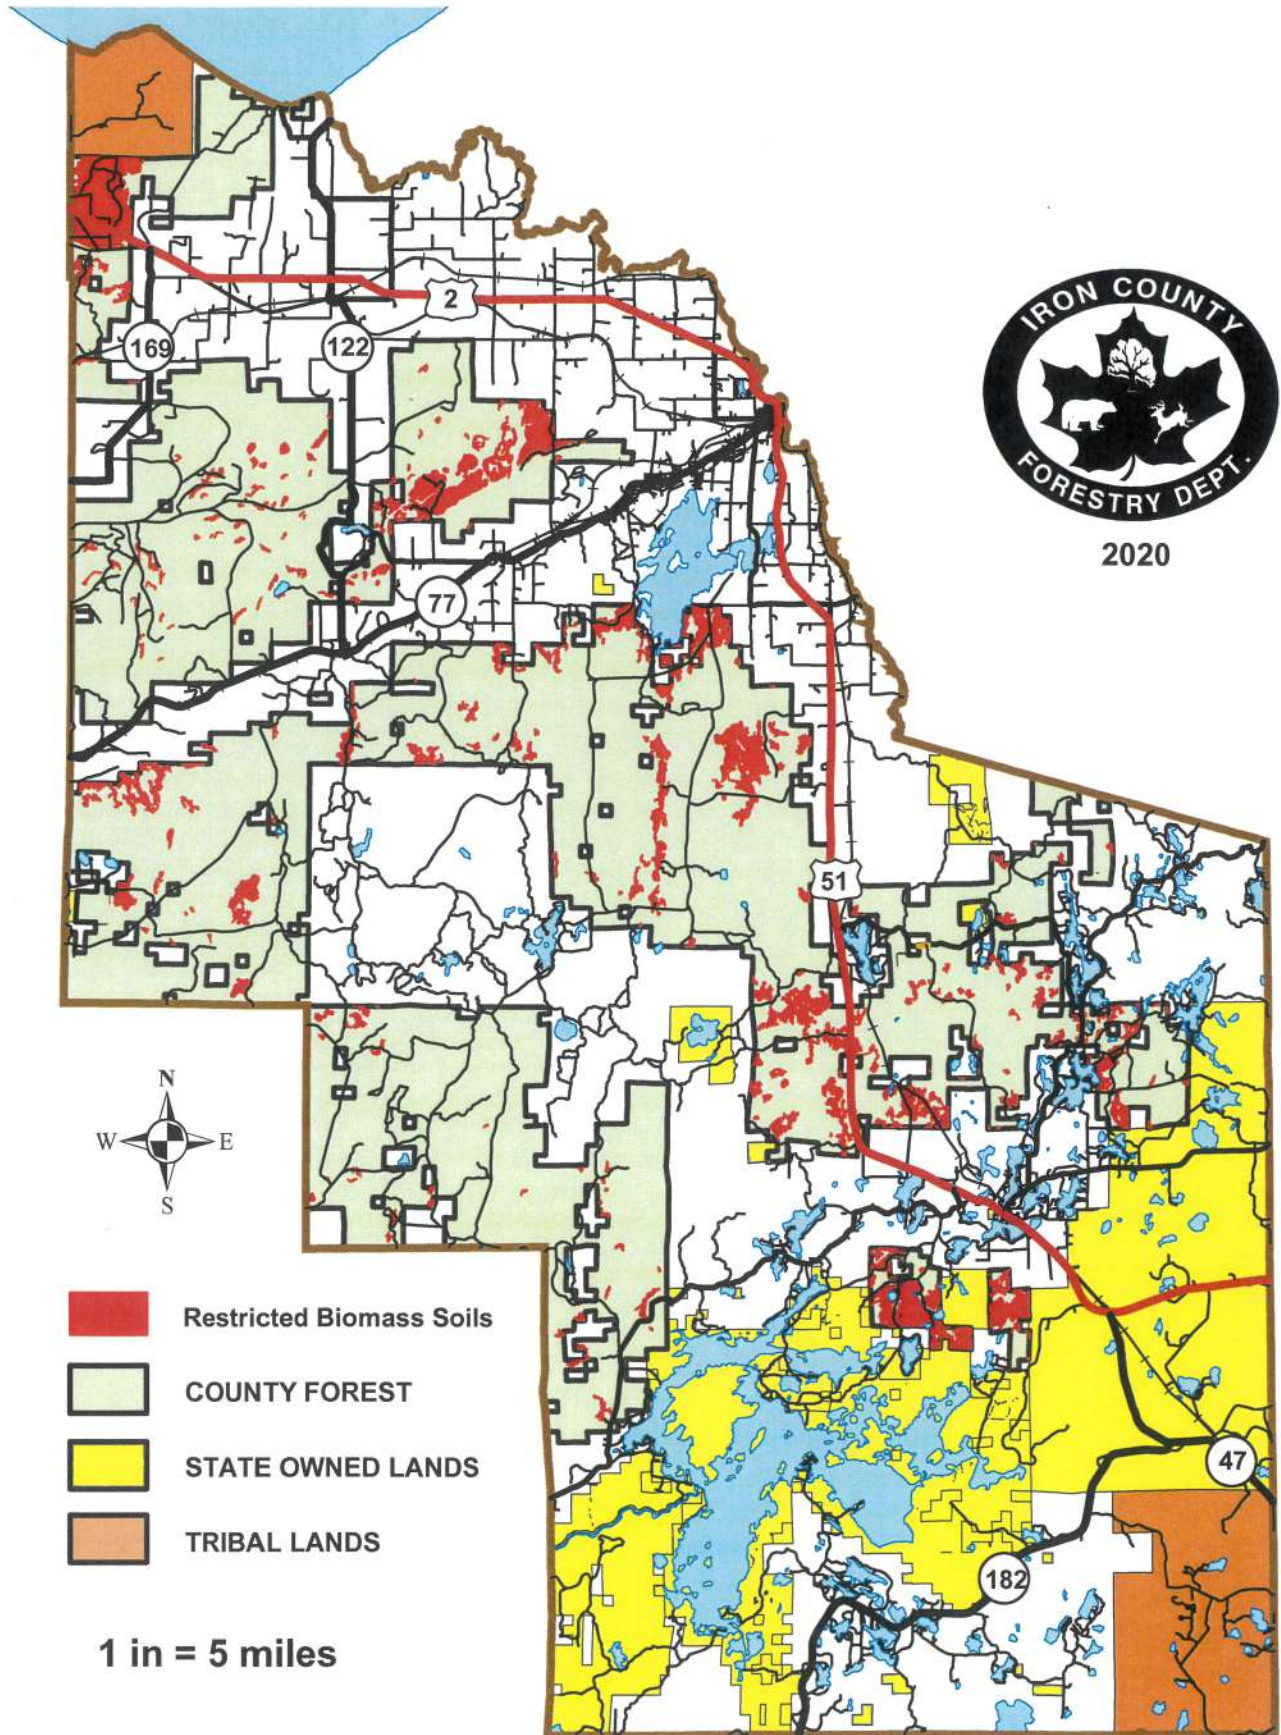 IRON COUNTY
FORESTRY DEPT.
2020
2
169
122
77
51
N
W E
S
Restricted Biomass Soils
COUNTY FOREST
STATE OWNED LANDS
TRIBAL LANDS
47
182
1 in = 5 miles